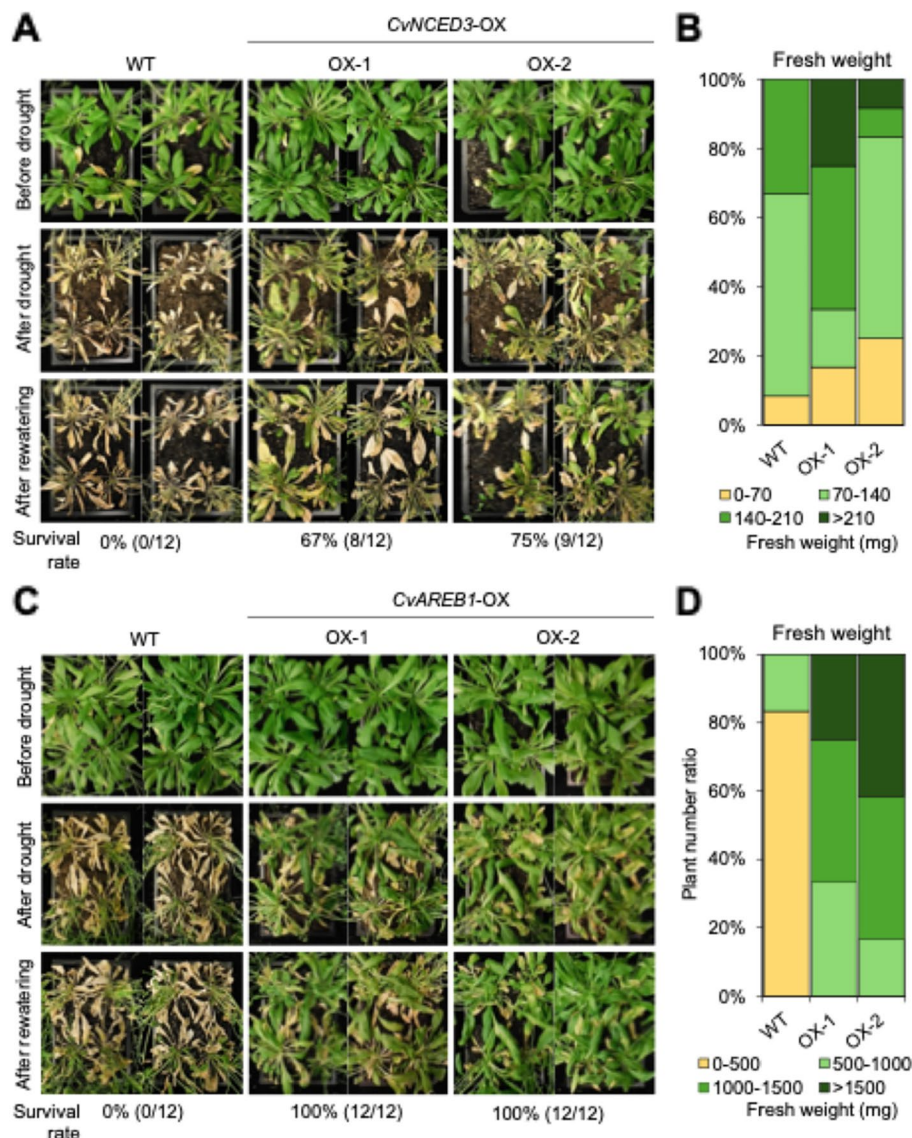 A
CvNCED3-OX
WT
OX-1
OX-2
Before drought
After drought
After rewatering
Survival rate
0% (0/12)
67% (8/12)
75% (9/12)
B
Fresh weight
100%
80%
60%
40%
20%
0%
WT
OX-1
OX-2
0-70
70-140
140-210
>210
Fresh weight (mg)
C
CvAREB1-OX
WT
OX-1
OX-2
Before drought
After drought
After rewatering
Survival rate
0% (0/12)
100% (12/12)
100% (12/12)
D
Fresh weight
Plant number ratio
100%
80%
60%
40%
20%
0%
WT
OX-1
OX-2
0-500
500-1000
1000-1500
>1500
Fresh weight (mg)